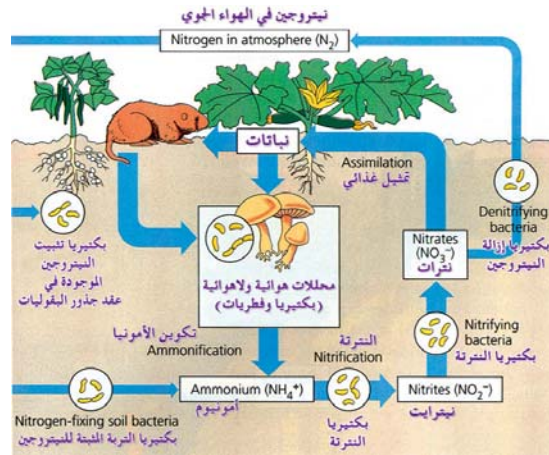 نيتروجين في الهواء الجوي
Nitrogen in atmosphere (N₂)
نباتات
Assimilation
تمثيل غذائي
Denitrifying
bacteria
بكتيريا إزالة
النيتروجين
Nitrates
(NO₃⁻)
نترات
بكتيريا تثبيت
النيتروجين
الموجودة في
عقد جذور البقوليات
محللات هوائية ولاهوائية
(بكتيريا وفطريات)
تكوين الأمونيا
Ammonification
النترتة
Nitrification
Nitrifying
bacteria
بكتيريا النترتة
Ammonium (NH₄⁺)
أمونيوم
Nitrites (NO₂⁻)
نيترايت
Nitrogen-fixing soil bacteria
بكتيريا التربة المثبتة للنيتروجين
بكتيريا
النترتة